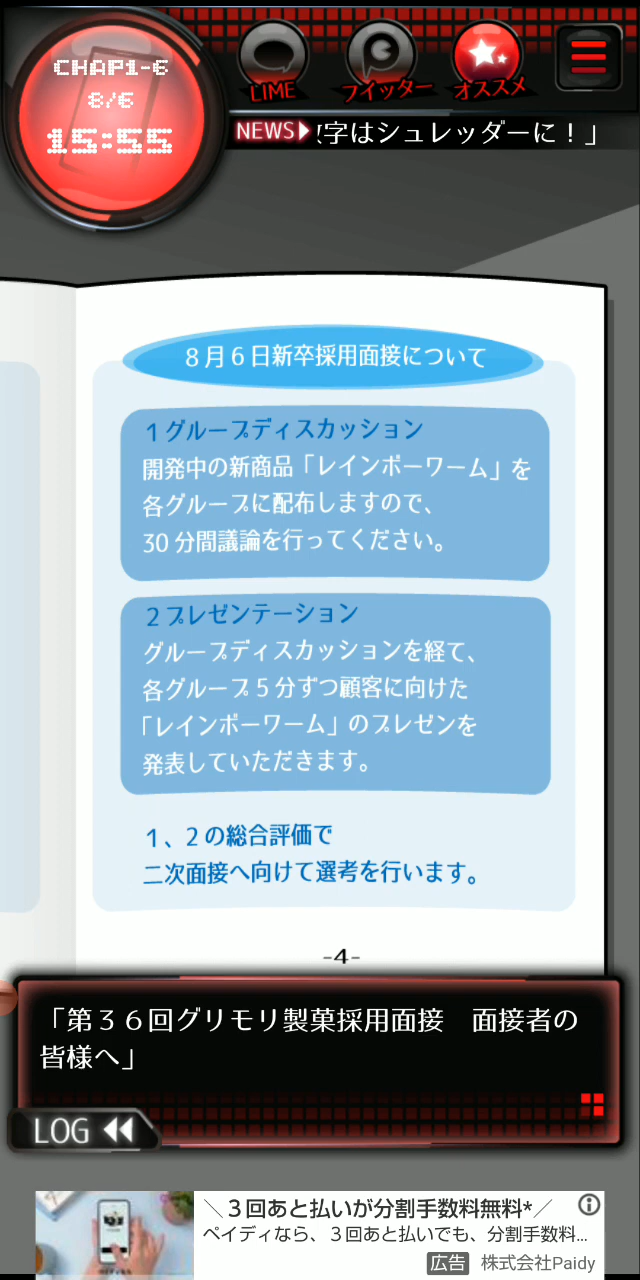 CHAP1-6
8/6
15:55
LIME
フイッター
オススメ
NEWS
字はシュレッダーに！」
８月６日新卒採用面接について
１グループディスカッション
開発中の新商品「レインボーワーム」を
各グループに配布しますので、
30 分間議論を行ってください。
２プレゼンテーション
グループディスカッションを経て、
各グループ５分ずつ顧客に向けた
「レインボーワーム」のプレゼンを
発表していただきます。
１、２の総合評価で
二次面接へ向けて選考を行います。
-4-
「第３６回グリモリ製菓採用面接　面接者の
皆様へ」
LOG
＼３回あと払いが分割手数料無料*／
ペイディなら、３回あと払いでも、分割手数料...
広告 株式会社Paidy